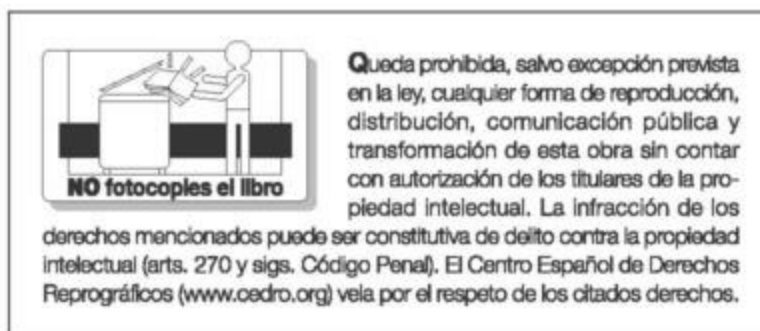 Queda prohibida, salvo excepción prevista
en la ley, cualquier forma de reproducción,
distribución, comunicación pública y
transformación de esta obra sin contar
con autorización de los titulares de la pro-
piedad intelectual. La infracción de los
derechos mencionados puede ser constitutiva de delito contra la propiedad
intelectual (arts. 270 y sigs. Código Penal). El Centro Español de Derechos
Reprográficos (www.cedro.org) vela por el respeto de los citados derechos.
NO fotocopies el libro